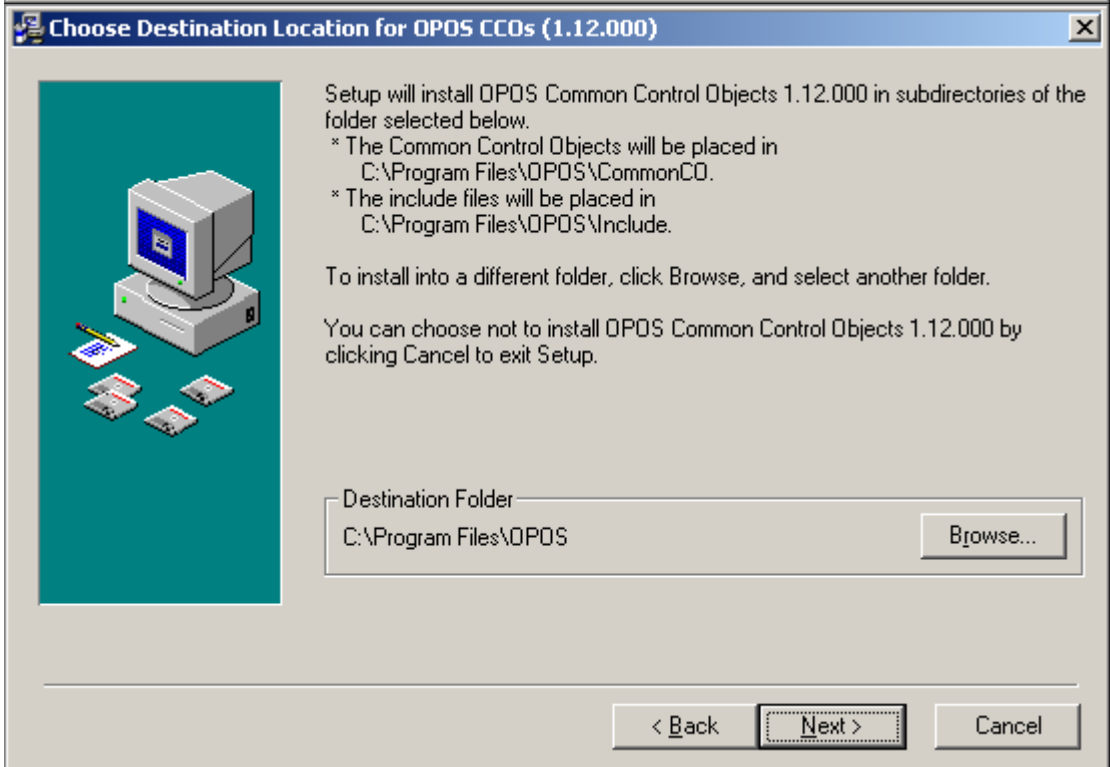 Choose Destination Location for OPOS CCOs (1.12.000)
Setup will install OPOS Common Control Objects 1.12.000 in subdirectories of the
folder selected below.
* The Common Control Objects will be placed in
C:\Program Files\OPOS\CommonCO.
* The include files will be placed in
C:\Program Files\OPOS\Include.
To install into a different folder, click Browse, and select another folder.
You can choose not to install OPOS Common Control Objects 1.12.000 by
clicking Cancel to exit Setup.
Destination Folder
C:\Program Files\OPOS
Browse...
< Back
Next >
Cancel